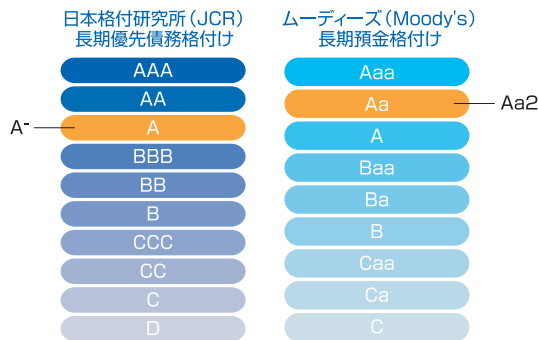 日本格付研究所（JCR）
長期優先債務格付け
AAA
AA
A-
A
BBB
BB
B
CCC
CC
C
D
ムーディーズ（Moody's）
長期預金格付け
Aaa
Aa
Aa2
A
Baa
Ba
B
Caa
Ca
C